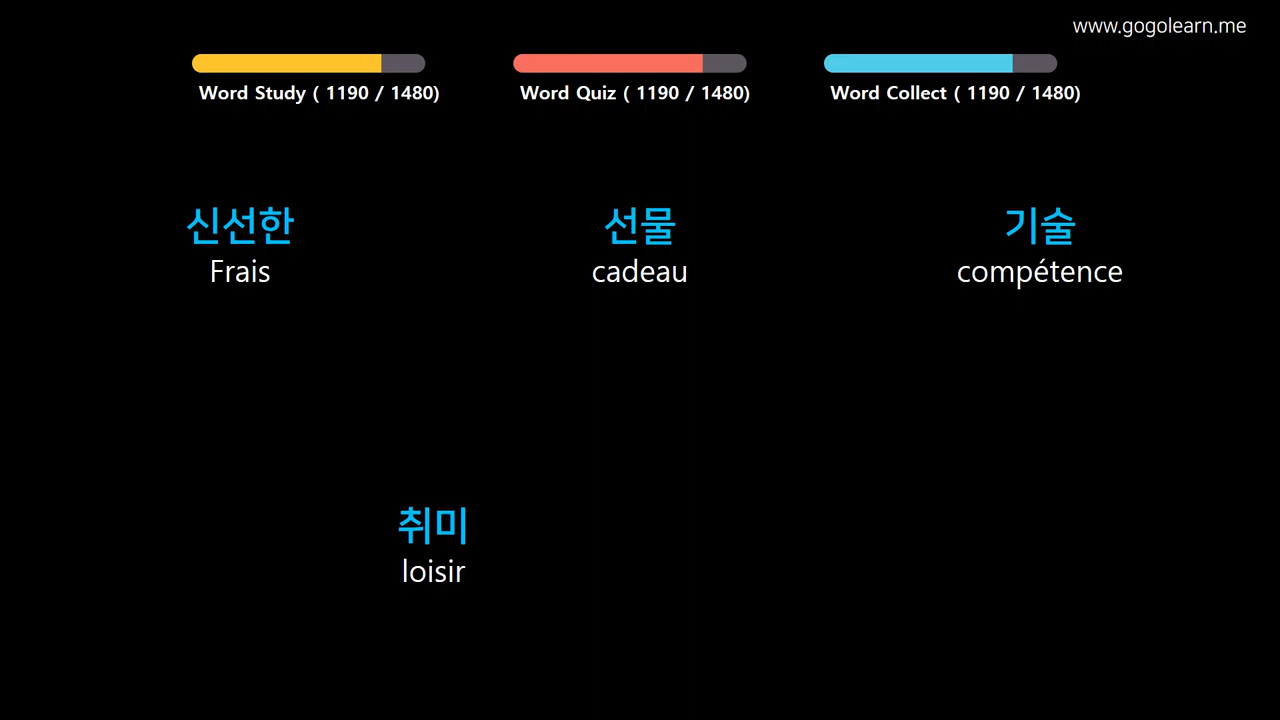 www.gogolearn.me
Word Study ( 1190 / 1480)
Word Quiz ( 1190 / 1480)
Word Collect ( 1190 / 1480)
신선한
Frais
선물
cadeau
기술
compétence
취미
loisir